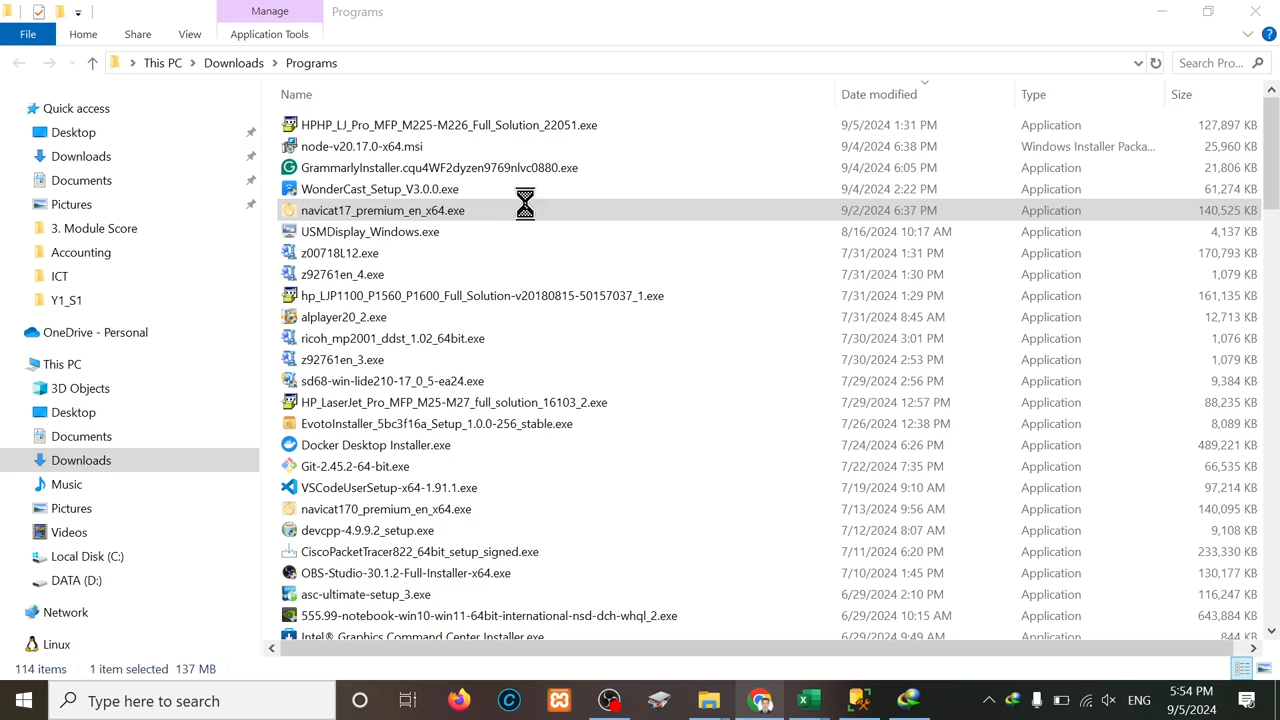 Manage
Programs
File
Home
Share
View
Application Tools
This PC
Downloads
Programs
Search Pro...
Name
Date modified
Type
Size
Quick access
Desktop
Downloads
Documents
Pictures
3. Module Score
Accounting
ICT
Y1_S1
OneDrive - Personal
This PC
3D Objects
Desktop
Documents
Downloads
Music
Pictures
Videos
Local Disk (C:)
DATA (D:)
Network
Linux
HPHP_LJ_Pro_MFP_M225-M226_Full_Solution_22051.exe 9/5/2024 1:31 PM Application 127,897 KB
node-v20.17.0-x64.msi 9/4/2024 6:38 PM Windows Installer Packa... 25,960 KB
GrammarlyInstaller.cqu4WF2dyzen9769nlvc0880.exe 9/4/2024 6:05 PM Application 21,806 KB
WonderCast_Setup_V3.0.0.exe 9/4/2024 2:22 PM Application 61,274 KB
navicat17_premium_en_x64.exe 9/2/2024 6:37 PM Application 140,525 KB
USMDisplay_Windows.exe 8/16/2024 10:17 AM Application 4,137 KB
z00718L12.exe 7/31/2024 1:31 PM Application 170,793 KB
z92761en_4.exe 7/31/2024 1:30 PM Application 1,079 KB
hp_LJP1100_P1560_P1600_Full_Solution-v20180815-50157037_1.exe 7/31/2024 1:29 PM Application 161,135 KB
alplayer20_2.exe 7/31/2024 8:45 AM Application 12,713 KB
ricoh_mp2001_ddst_1.02_64bit.exe 7/30/2024 3:01 PM Application 1,076 KB
z92761en_3.exe 7/30/2024 2:53 PM Application 1,079 KB
sd68-win-lide210-17_0_5-ea24.exe 7/29/2024 2:56 PM Application 9,384 KB
HP_LaserJet_Pro_MFP_M25-M27_full_solution_16103_2.exe 7/29/2024 12:57 PM Application 88,235 KB
EvotoInstaller_5bc3f16a_Setup_1.0.0-256_stable.exe 7/26/2024 12:38 PM Application 8,089 KB
Docker Desktop Installer.exe 7/24/2024 6:26 PM Application 489,221 KB
Git-2.45.2-64-bit.exe 7/22/2024 7:35 PM Application 66,535 KB
VSCodeUserSetup-x64-1.91.1.exe 7/19/2024 9:10 AM Application 97,214 KB
navicat170_premium_en_x64.exe 7/13/2024 9:56 AM Application 140,095 KB
devcpp-4.9.9.2_setup.exe 7/12/2024 8:07 AM Application 9,108 KB
CiscoPacketTracer822_64bit_setup_signed.exe 7/11/2024 6:20 PM Application 233,330 KB
OBS-Studio-30.1.2-Full-Installer-x64.exe 7/10/2024 1:45 PM Application 130,177 KB
asc-ultimate-setup_3.exe 6/29/2024 2:10 PM Application 116,247 KB
555.99-notebook-win10-win11-64bit-international-nsd-dch-whql_2.exe 6/29/2024 10:15 AM Application 643,884 KB
Intel® Graphics Command Center Installer.exe 6/29/2024 9:49 AM Application 844 KB
114 items 1 item selected 137 MB
Type here to search
ENG
5:54 PM
9/5/2024